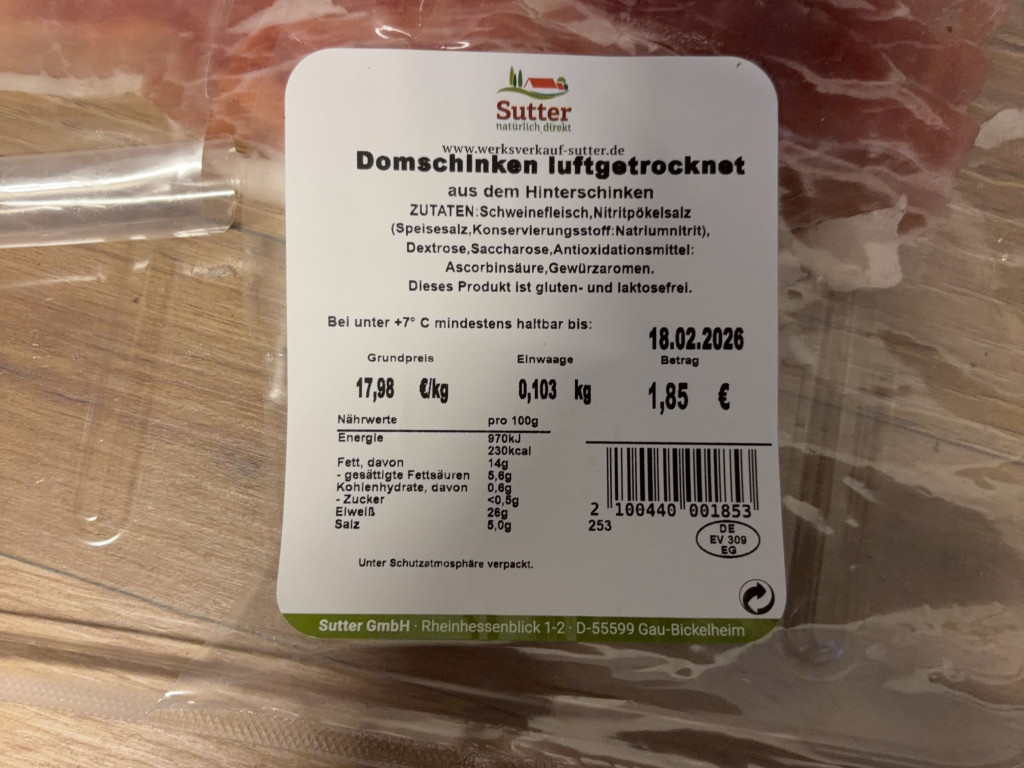 Sutter
natürlich direkt
www.werksverkauf-sutter.de
Domschinken luftgetrocknet
aus dem Hinterschinken
ZUTATEN:Schweinefleisch,Nitritpökelsalz
(Speisesalz,Konservierungsstoff:Natriumnitrit),
Dextrose,Saccharose,Antioxidationsmittel:
Ascorbinsäure,Gewürzaromen.
Dieses Produkt ist gluten- und laktosefrei.
Bei unter +7° C mindestens haltbar bis: 18.02.2026
Grundpreis Einwaage Betrag
17,98 €/kg 0,103 kg 1,85 €
Nährwerte pro 100g
Energie 970kJ
230kcal
Fett, davon 14g
- gesättigte Fettsäuren 5,6g
Kohlenhydrate, davon 0,6g
- Zucker <0,5g
Eiweiß 26g
Salz 5,0g
2 100440 001853
253
DE
EV 309
EG
Unter Schutzatmosphäre verpackt.
Sutter GmbH · Rheinhessenblick 1-2 · D-55599 Gau-Bickelheim